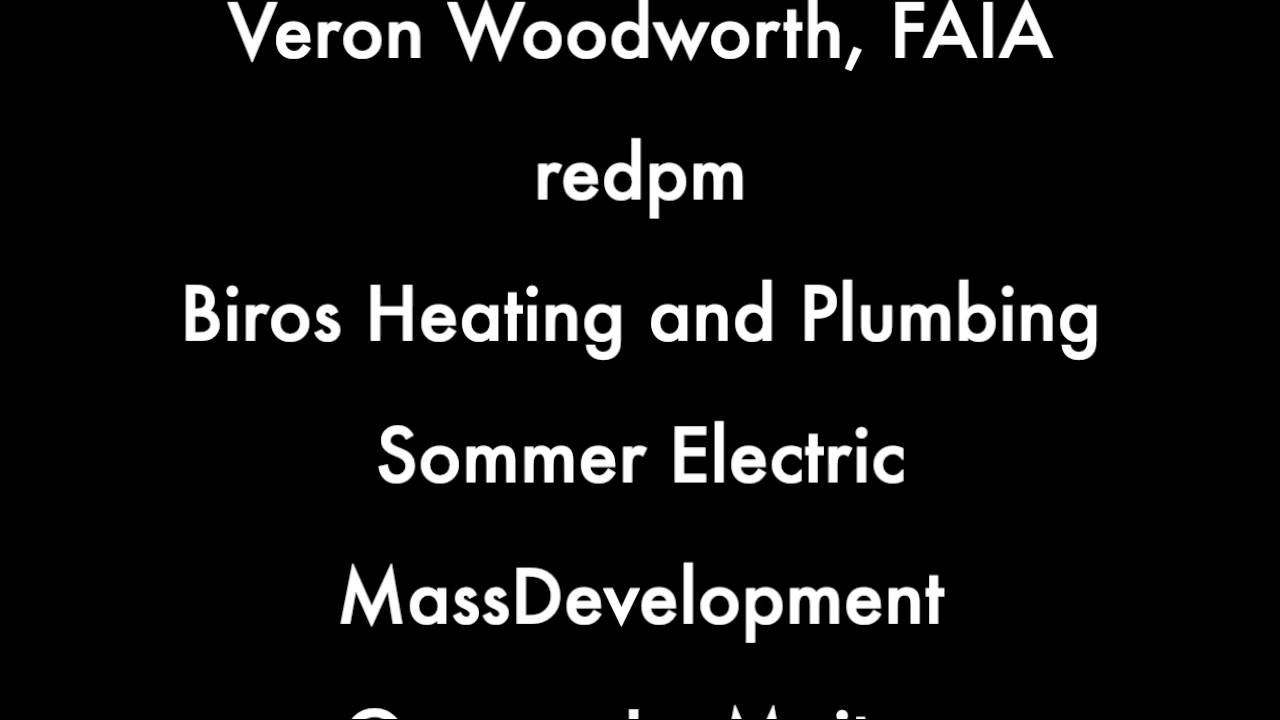 Veron Woodworth, FAIA
redpm
Biros Heating and Plumbing
Sommer Electric
MassDevelopment